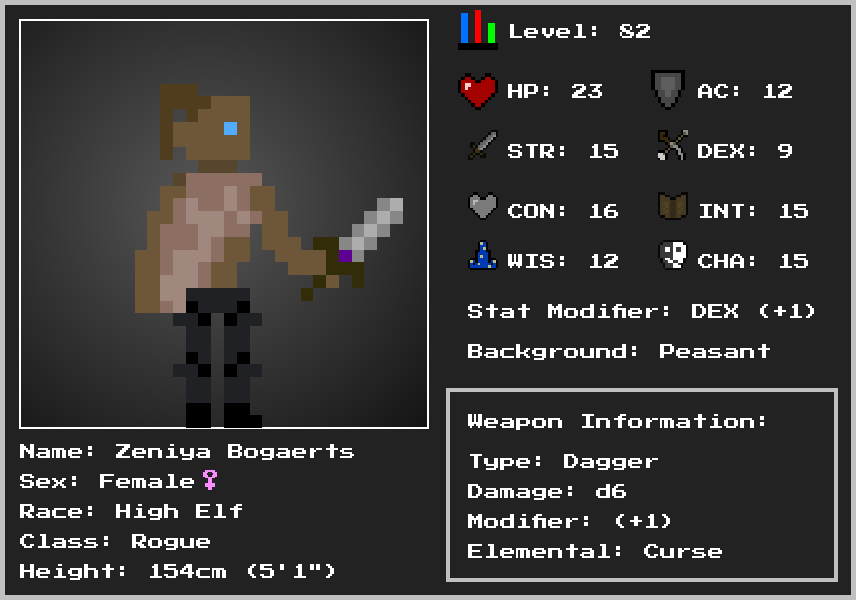 Level: 82
HP: 23 AC: 12
STR: 15 DEX: 9
CON: 16 INT: 15
WIS: 12 CHA: 15
Stat Modifier: DEX (+1)
Background: Peasant
Weapon Information:
Type: Dagger
Damage: d6
Modifier: (+1)
Elemental: Curse
Name: Zeniya Bogaerts
Sex: Female♀
Race: High Elf
Class: Rogue
Height: 154cm (5'1")